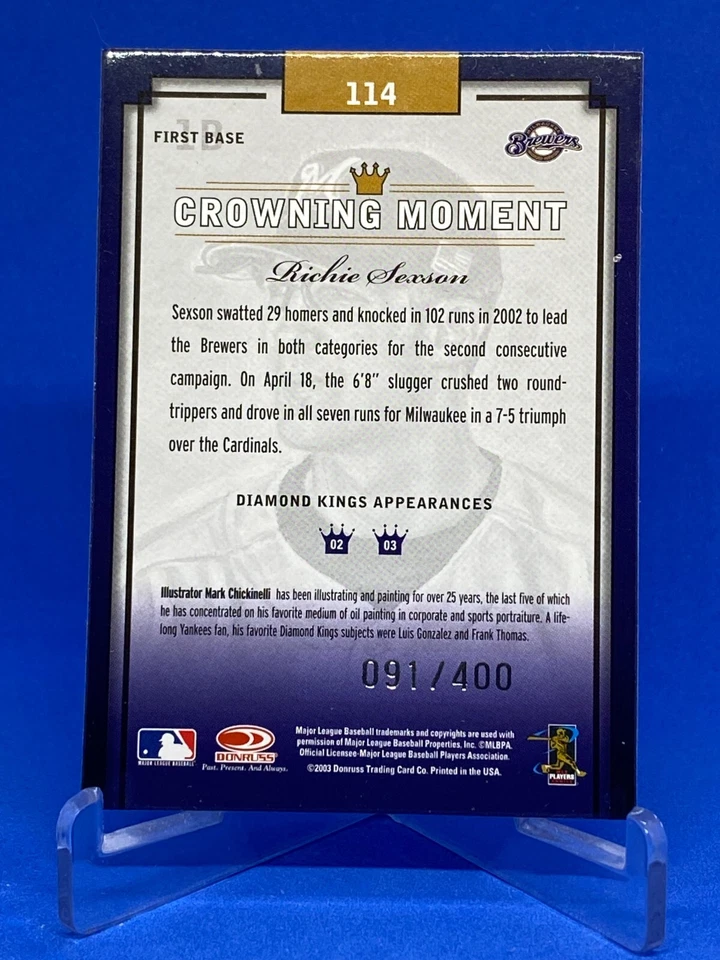 114
FIRST BASE
1B
Brewers
CROWNING MOMENT
Richie Sexson
Sexson swatted 29 homers and knocked in 102 runs in 2002 to lead
the Brewers in both categories for the second consecutive
campaign. On April 18, the 6'8" slugger crushed two round-
trippers and drove in all seven runs for Milwaukee in a 7-5 triumph
over the Cardinals.
DIAMOND KINGS APPEARANCES
02 03
Illustrator Mark Chickinelli has been illustrating and painting for over 25 years, the last five of which
he has concentrated on his favorite medium of oil painting in corporate and sports portraiture. A life-
long Yankees fan, his favorite Diamond Kings subjects were Luis Gonzalez and Frank Thomas.
091/400
MAJOR LEAGUE BASEBALL
DONRUSS
Past. Present. And Always.
Major League Baseball trademarks and copyrights are used with
permission of Major League Baseball Properties, Inc. ©MLBPA.
Official Licensee-Major League Baseball Players Association.
©2003 Donruss Trading Card Co. Printed in the USA.
PLAYERS